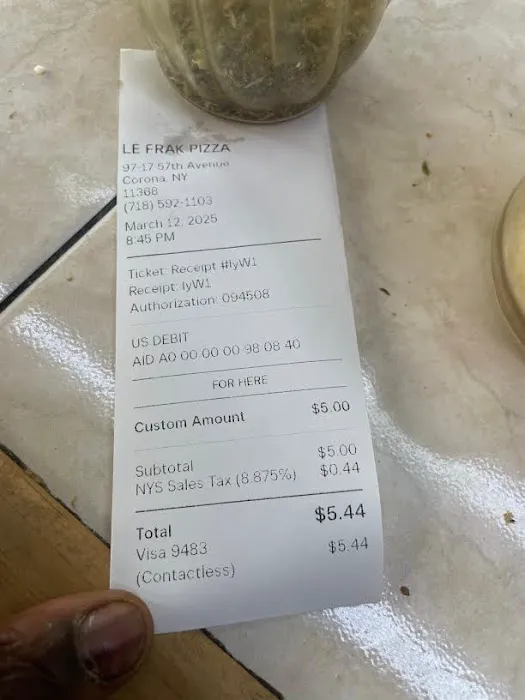 LE FRAK PIZZA
97-17 57th Avenue
Corona, NY
11368
(718) 592-1103
March 12, 2025
8:45 PM
Ticket: Receipt #IyW1
Receipt: IyW1
Authorization: 094508
US DEBIT
AID A0 00 00 00 98 08 40
FOR HERE
Custom Amount $5.00
Subtotal $5.00
NYS Sales Tax (8.875%) $0.44
Total $5.44
Visa 9483 $5.44
(Contactless)